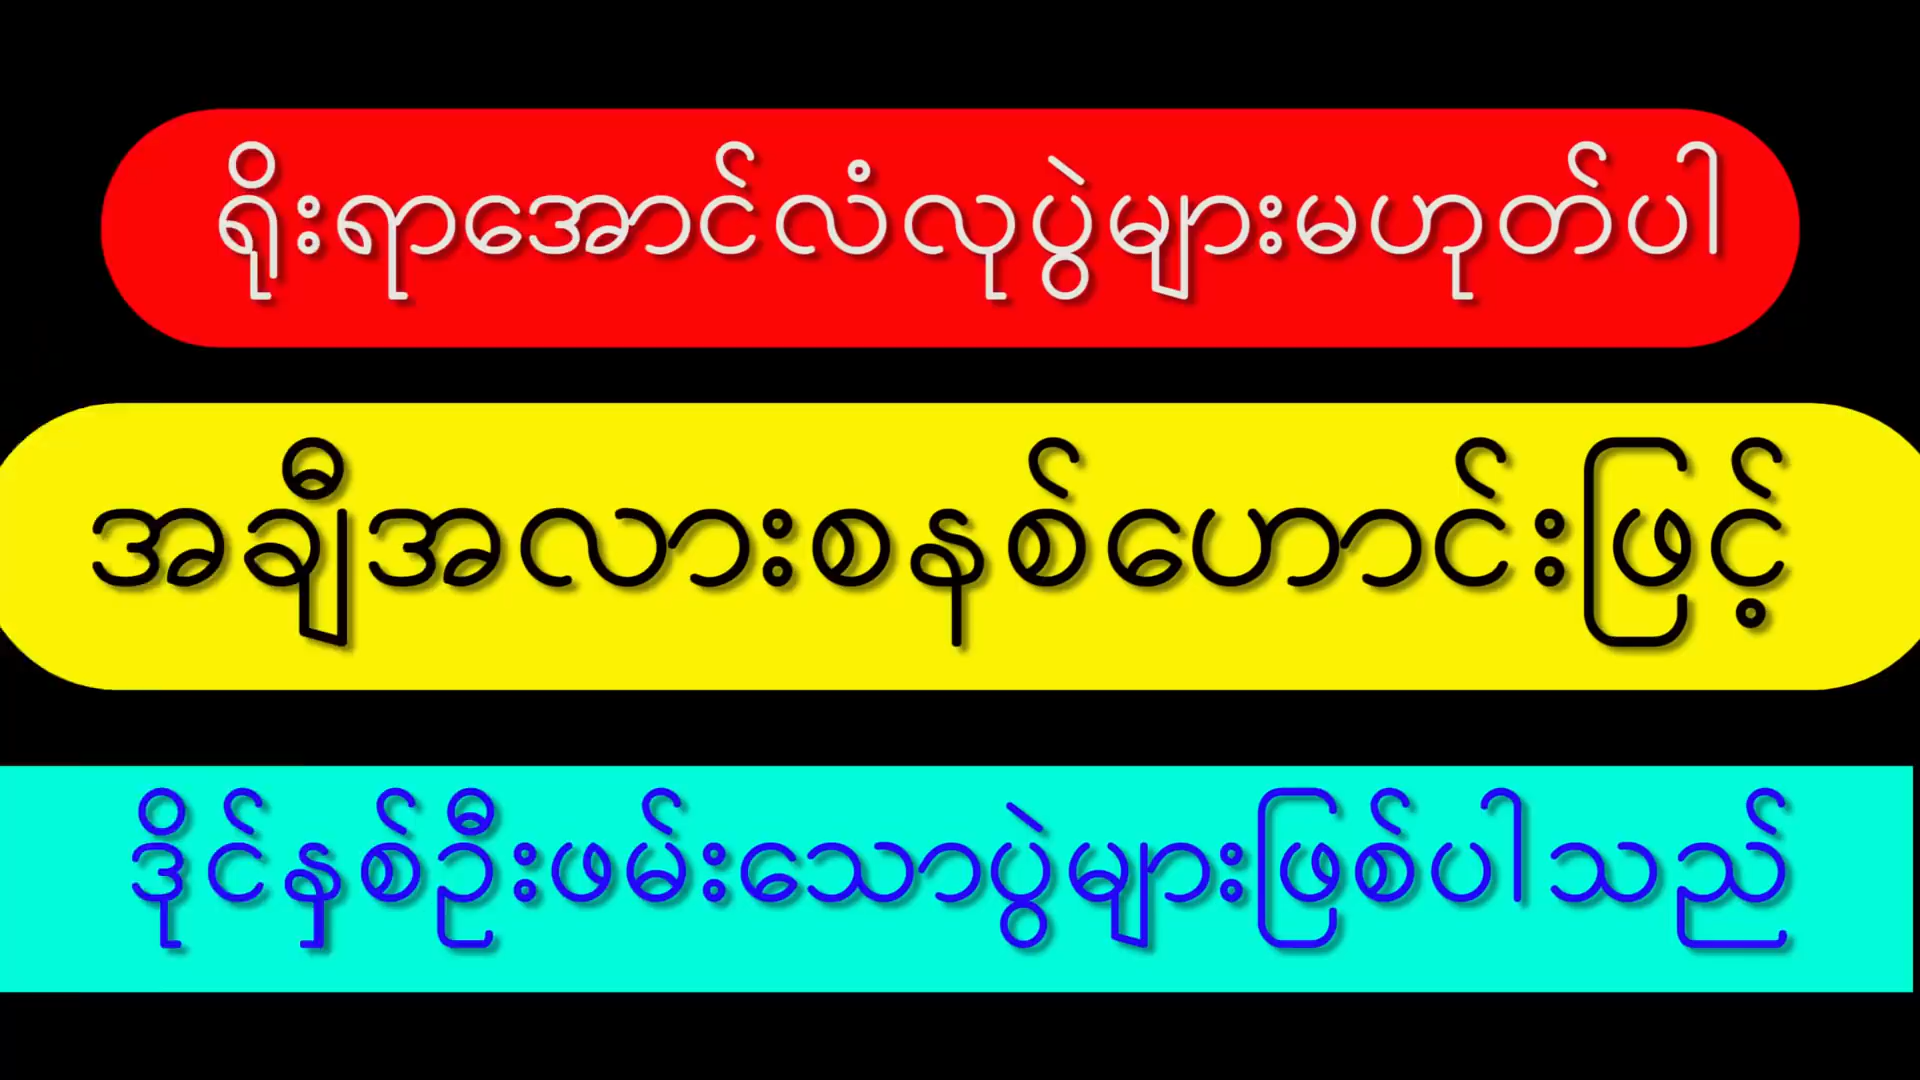 ရိုးရာအောင်လံလုပွဲများမဟုတ်ပါ
အချီအလားစနစ်ဟောင်းဖြင့်
ဒိုင်နှစ်ဦးဖမ်းသောပွဲများဖြစ်ပါသည်